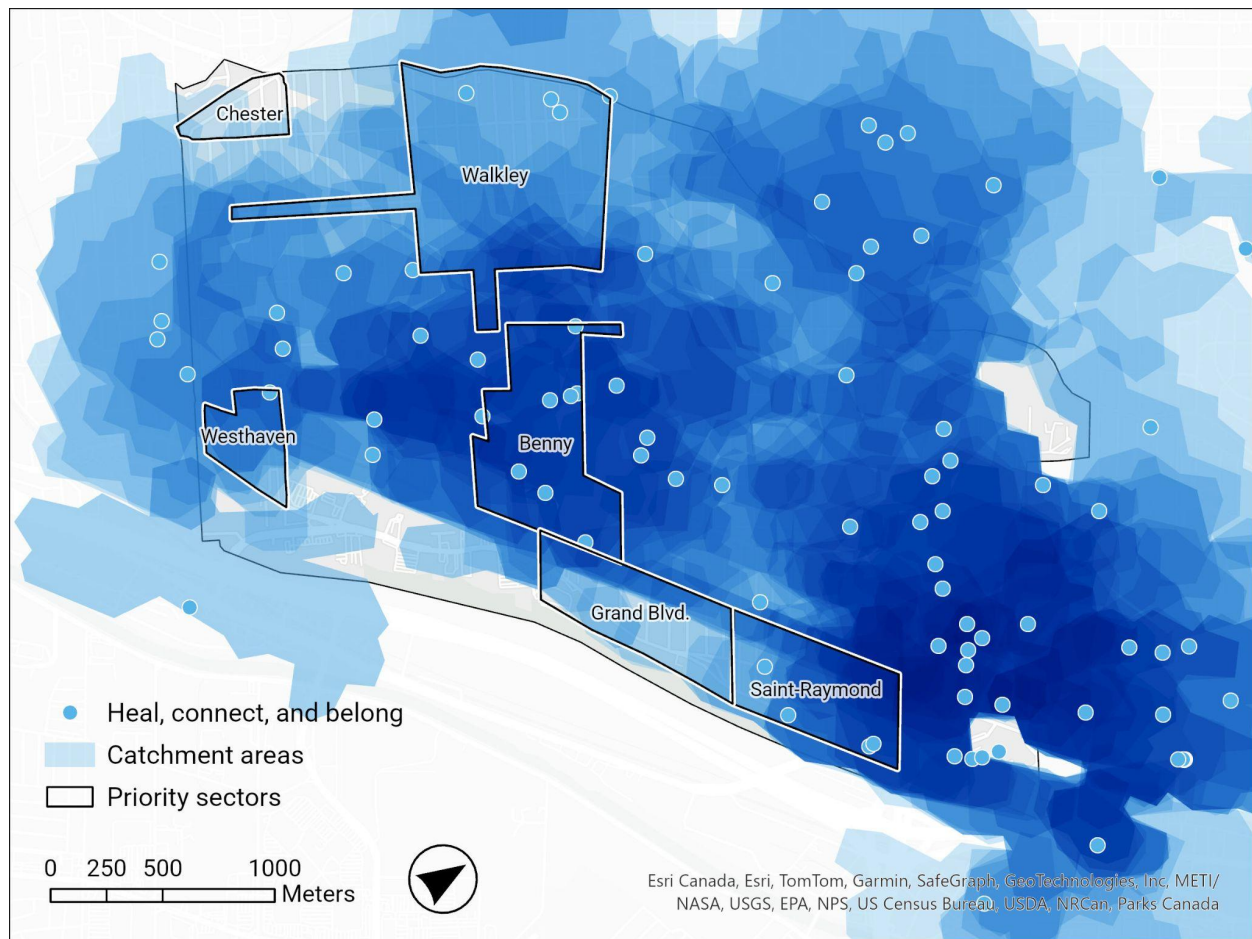 Chester
Walkley
Westhaven
Benny
Grand Blvd.
Saint-Raymond
Heal, connect, and belong
Catchment areas
Priority sectors
0 250 500 1000
Meters
Esri Canada, Esri, TomTom, Garmin, SafeGraph, GeoTechnologies, Inc, METI/
NASA, USGS, EPA, NPS, US Census Bureau, USDA, NRCan, Parks Canada